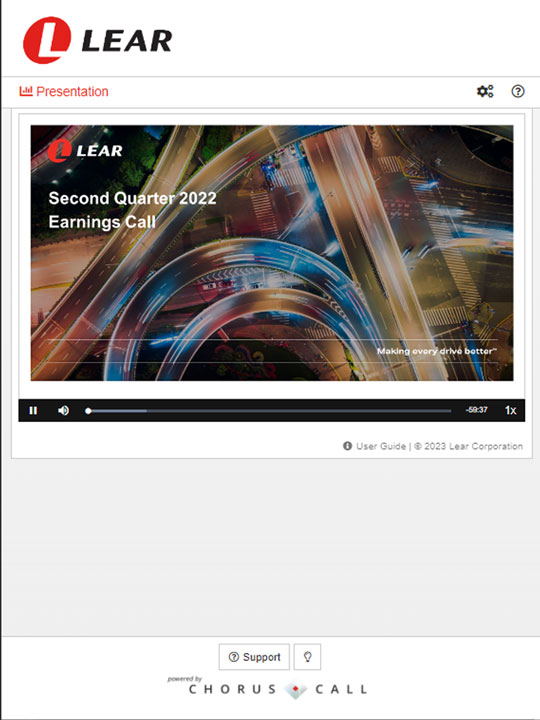 LEAR
Presentation
LEAR
Second Quarter 2022
Earnings Call
Making every drive better™
-59:37 1x
User Guide | © 2023 Lear Corporation
Support
powered by
CHORUS CALL